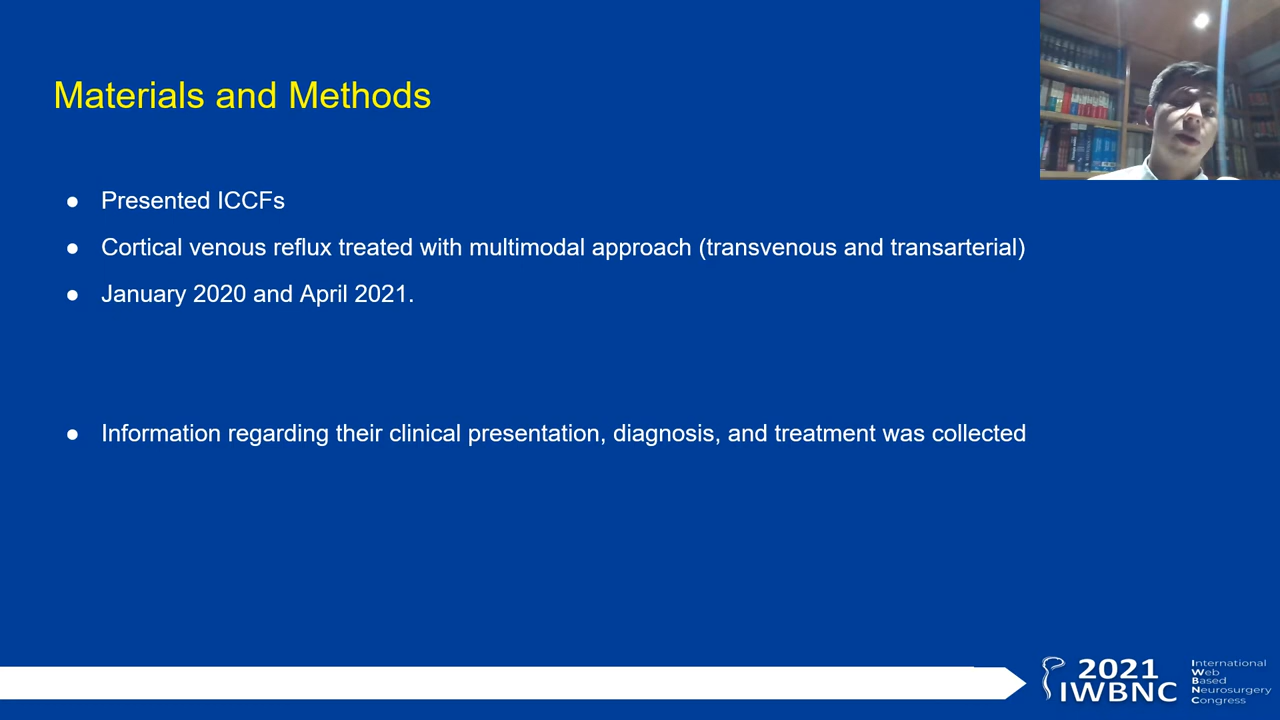 Materials and Methods
● Presented ICCFs
● Cortical venous reflux treated with multimodal approach (transvenous and transarterial)
● January 2020 and April 2021.
● Information regarding their clinical presentation, diagnosis, and treatment was collected
2021
IWBNC
International
Web
Based
Neurosurgery
Congress